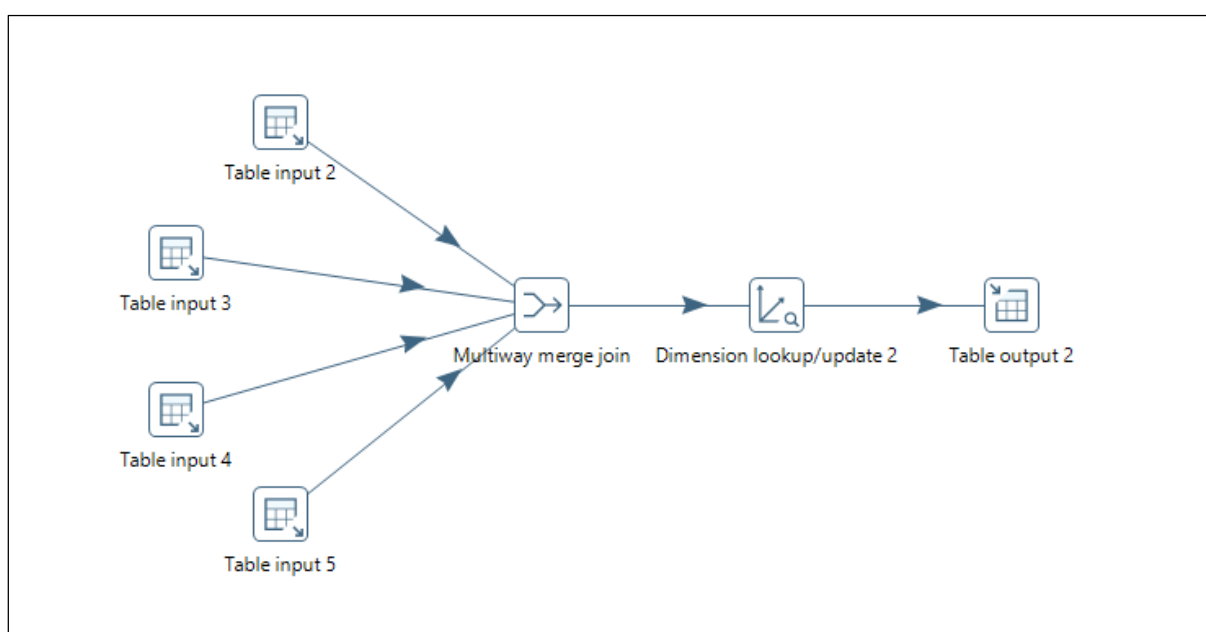 Table input 2
Table input 3
Multiway merge join
Dimension lookup/update 2
Table output 2
Table input 4
Table input 5